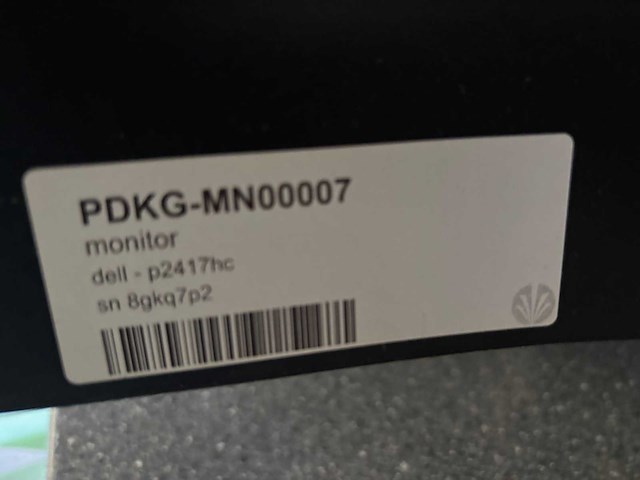 PDKG-MN00007
monitor
dell - p2417hc
sn 8gkq7p2